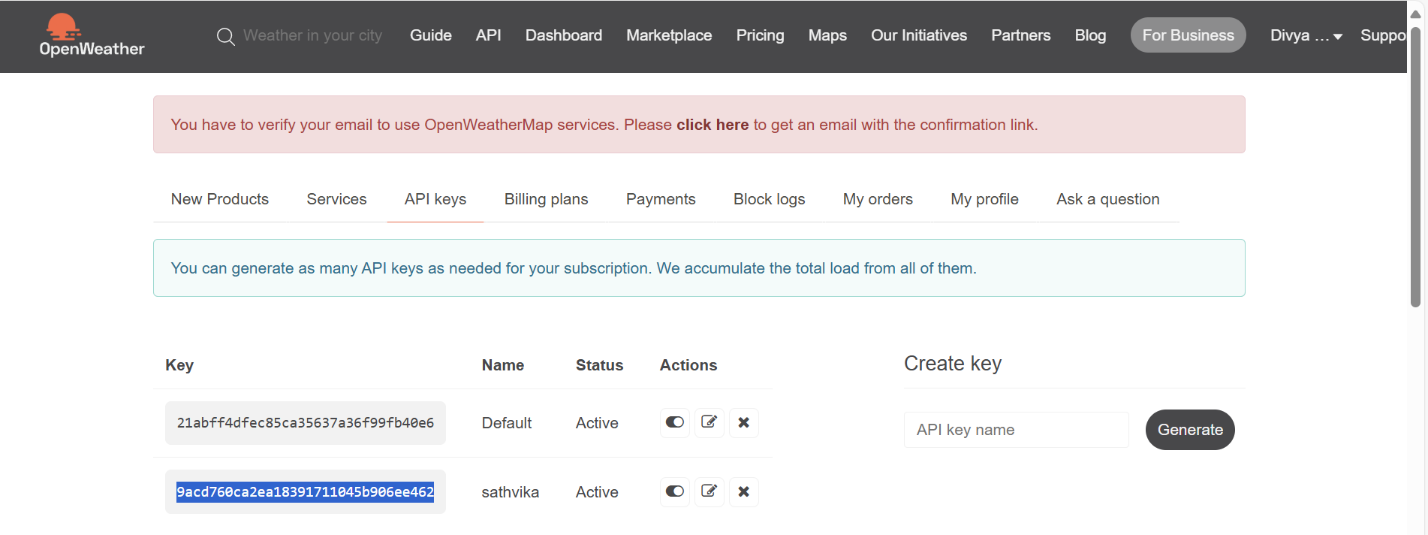 OpenWeather
Weather in your city Guide API Dashboard Marketplace Pricing Maps Our Initiatives Partners Blog For Business Divya ... Suppo
You have to verify your email to use OpenWeatherMap services. Please click here to get an email with the confirmation link.
New Products Services API keys Billing plans Payments Block logs My orders My profile Ask a question
You can generate as many API keys as needed for your subscription. We accumulate the total load from all of them.
Key Name Status Actions Create key
21abff4dfec85ca35637a36f99fb40e6 Default Active API key name Generate
9acd760ca2ea18391711045b906ee462 sathvika Active